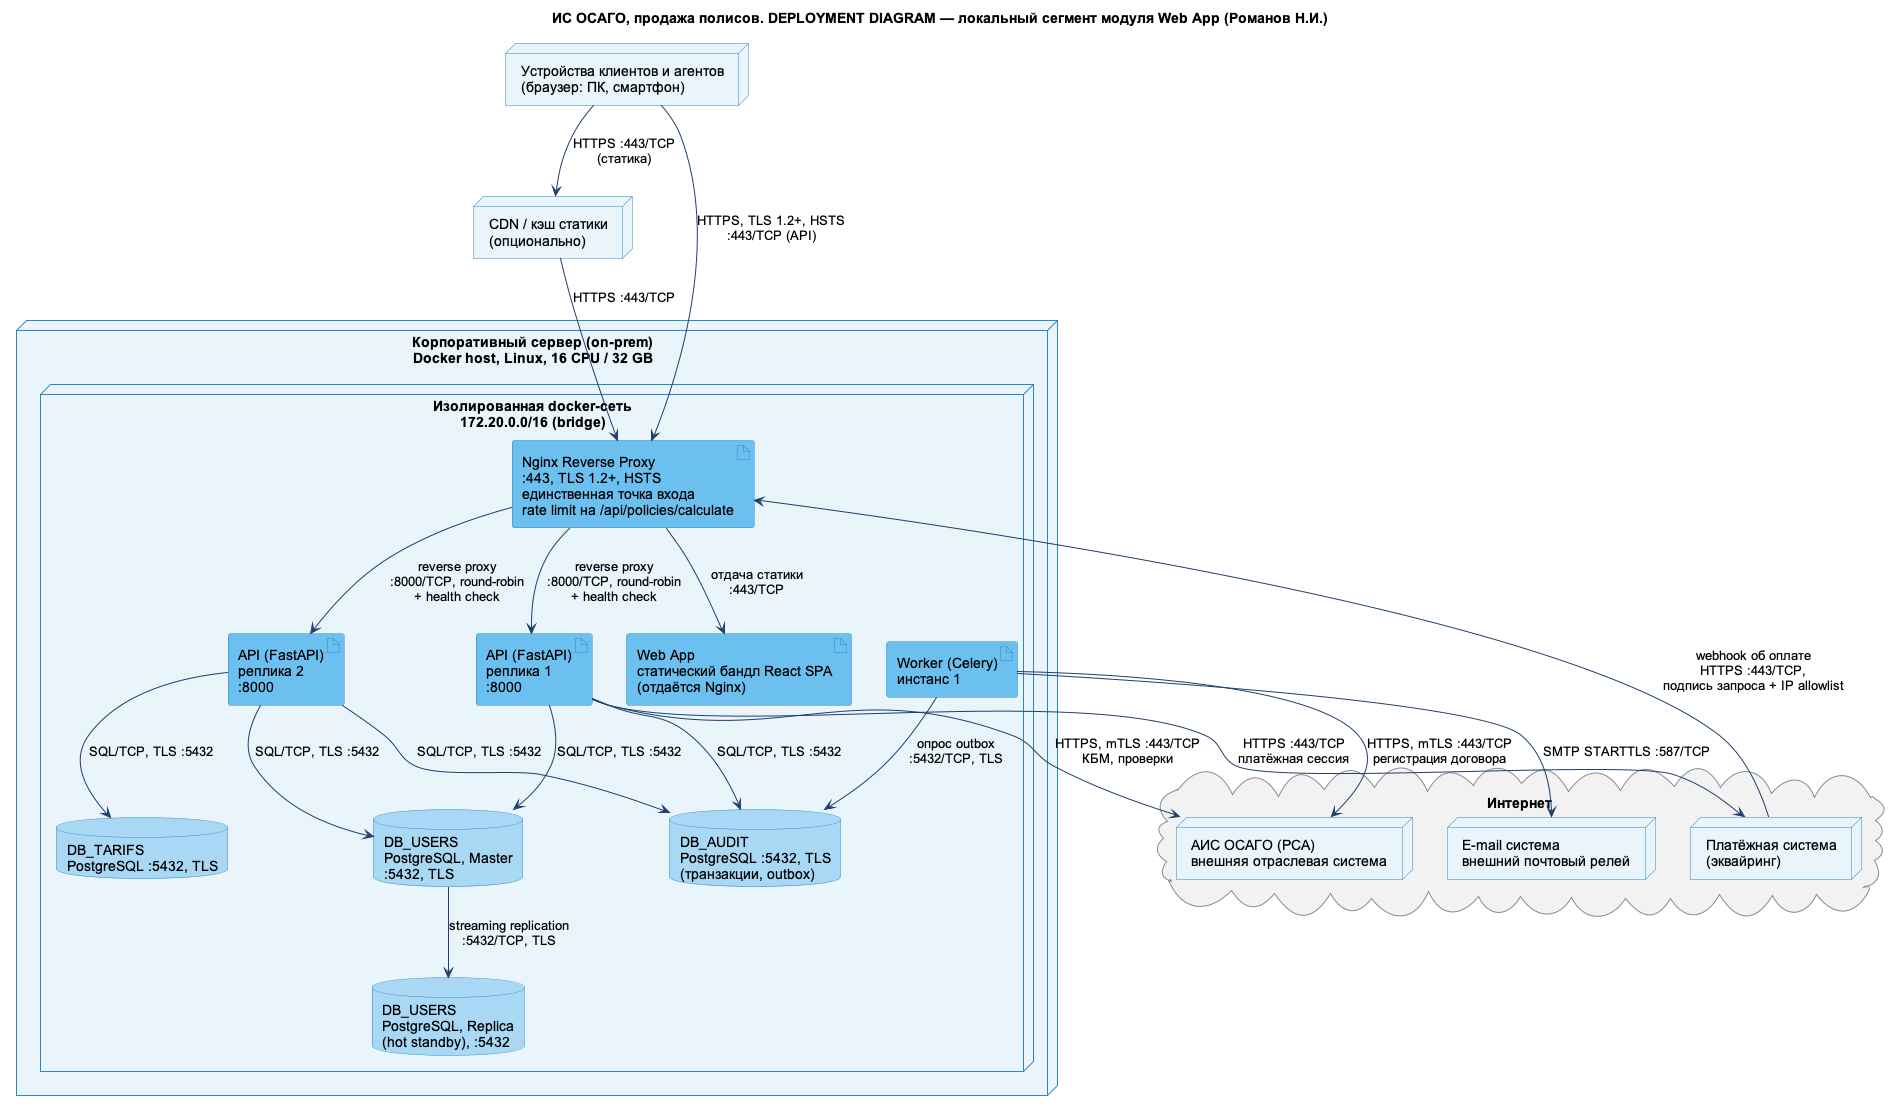 ИС ОСАГО, продажа полисов. DEPLOYMENT DIAGRAM — локальный сегмент модуля Web App (Романов Н.И.)
Устройства клиентов и агентов
(браузер: ПК, смартфон)
HTTPS :443/TCP
(статика)
CDN / кэш статики
(опционально)
HTTPS, TLS 1.2+, HSTS
:443/TCP (API)
HTTPS :443/TCP
Корпоративный сервер (on-prem)
Docker host, Linux, 16 CPU / 32 GB
Изолированная docker-сеть
172.20.0.0/16 (bridge)
Nginx Reverse Proxy
:443, TLS 1.2+, HSTS
единственная точка входа
rate limit на /api/policies/calculate
reverse proxy
:8000/TCP, round-robin
+ health check
reverse proxy
:8000/TCP, round-robin
+ health check
отдача статики
:443/TCP
API (FastAPI)
реплика 2
:8000
API (FastAPI)
реплика 1
:8000
Web App
статический бандл React SPA
(отдаётся Nginx)
Worker (Celery)
инстанс 1
webhook об оплате
HTTPS :443/TCP,
подпись запроса + IP allowlist
SQL/TCP, TLS :5432
SQL/TCP, TLS :5432
SQL/TCP, TLS :5432
SQL/TCP, TLS :5432
SQL/TCP, TLS :5432
опрос outbox
:5432/TCP, TLS
HTTPS, mTLS :443/TCP
КБМ, проверки
HTTPS :443/TCP
платёжная сессия
HTTPS, mTLS :443/TCP
регистрация договора
SMTP STARTTLS :587/TCP
Интернет
DB_TARIFS
PostgreSQL :5432, TLS
DB_USERS
PostgreSQL, Master
:5432, TLS
DB_AUDIT
PostgreSQL :5432, TLS
(транзакции, outbox)
АИС ОСАГО (РСА)
внешняя отраслевая система
E-mail система
внешний почтовый релей
Платёжная система
(эквайринг)
streaming replication
:5432/TCP, TLS
DB_USERS
PostgreSQL, Replica
(hot standby), :5432